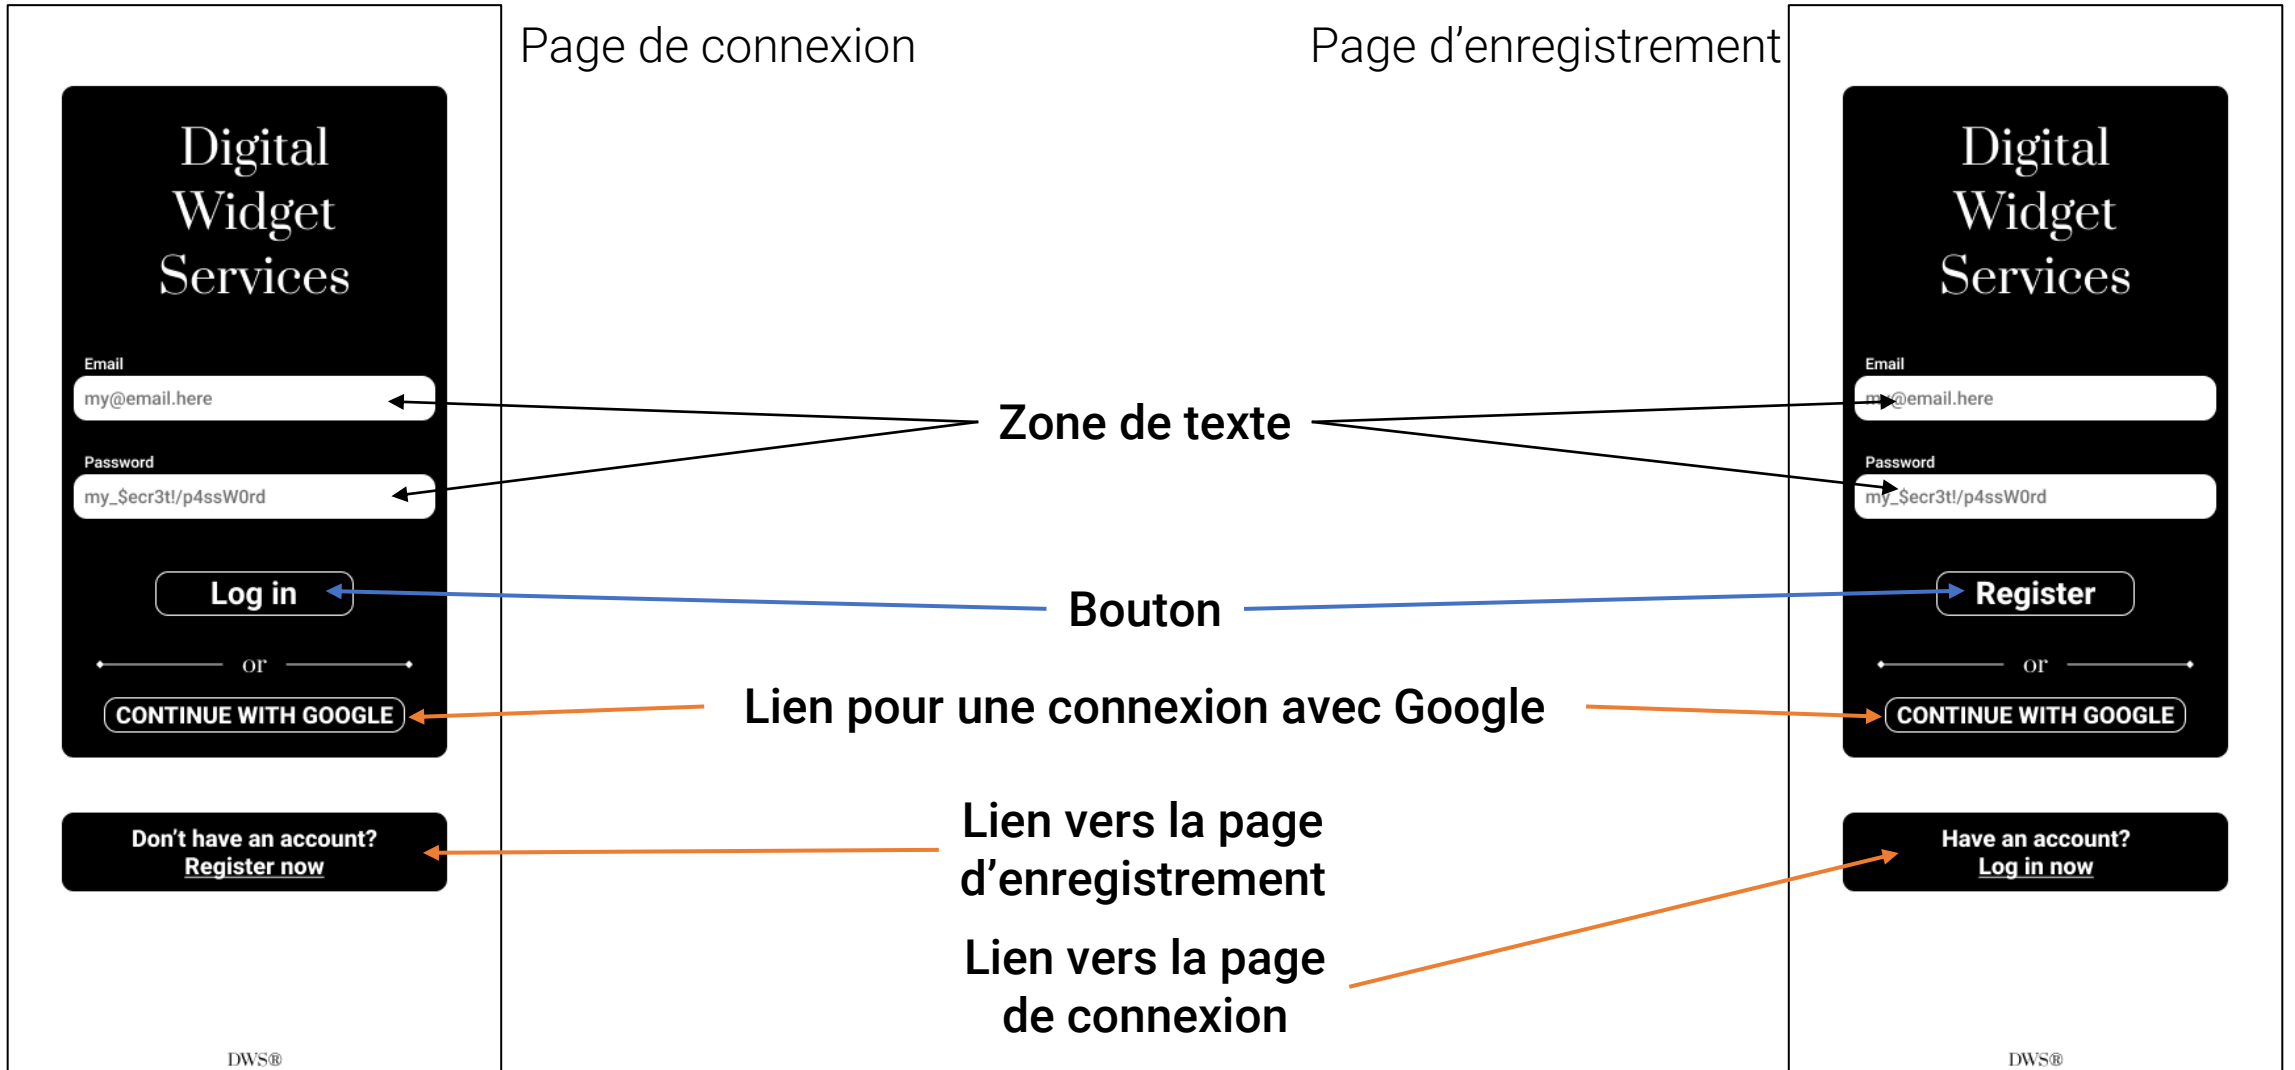 Page de connexion
Page d’enregistrement
Digital
Widget
Services
Email
my@email.here
Password
my_$ecr3t!/p4ssW0rd
Log in
or
CONTINUE WITH GOOGLE
Don’t have an account?
Register now
DWS®
Zone de texte
Bouton
Lien pour une connexion avec Google
Lien vers la page
d’enregistrement
Lien vers la page
de connexion
Digital
Widget
Services
Email
my@email.here
Password
my_$ecr3t!/p4ssW0rd
Register
or
CONTINUE WITH GOOGLE
Have an account?
Log in now
DWS®